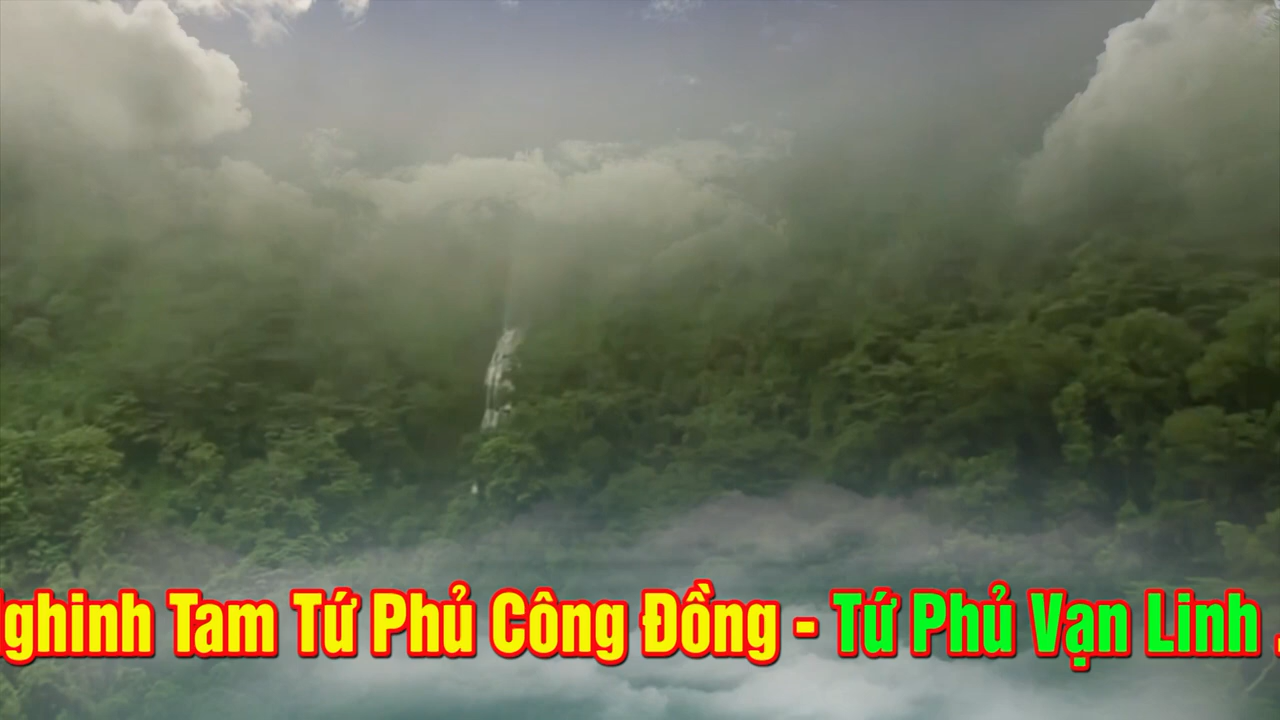 ghinh Tam Tứ Phủ Công Đồng - Tứ Phủ Vạn Linh